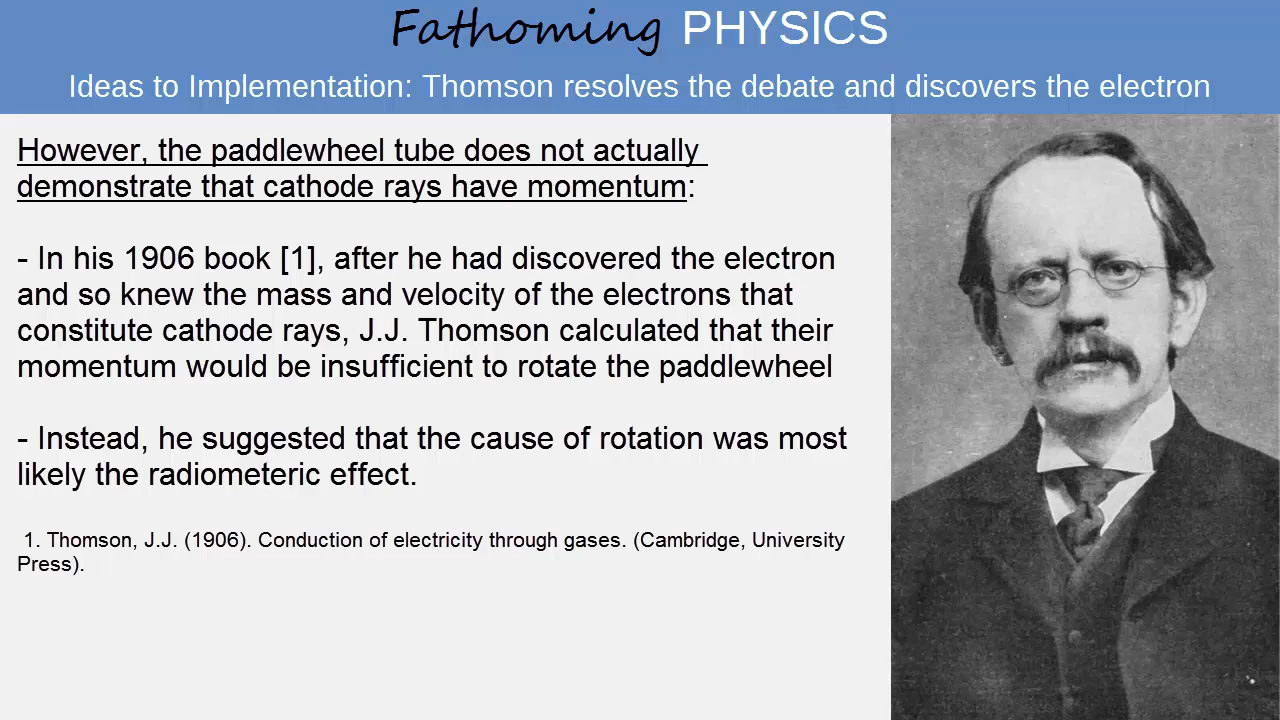 Fathoming PHYSICS
Ideas to Implementation: Thomson resolves the debate and discovers the electron
However, the paddlewheel tube does not actually
demonstrate that cathode rays have momentum:
- In his 1906 book [1], after he had discovered the electron
and so knew the mass and velocity of the electrons that
constitute cathode rays, J.J. Thomson calculated that their
momentum would be insufficient to rotate the paddlewheel
- Instead, he suggested that the cause of rotation was most
likely the radiometeric effect.
1. Thomson, J.J. (1906). Conduction of electricity through gases. (Cambridge, University
Press).